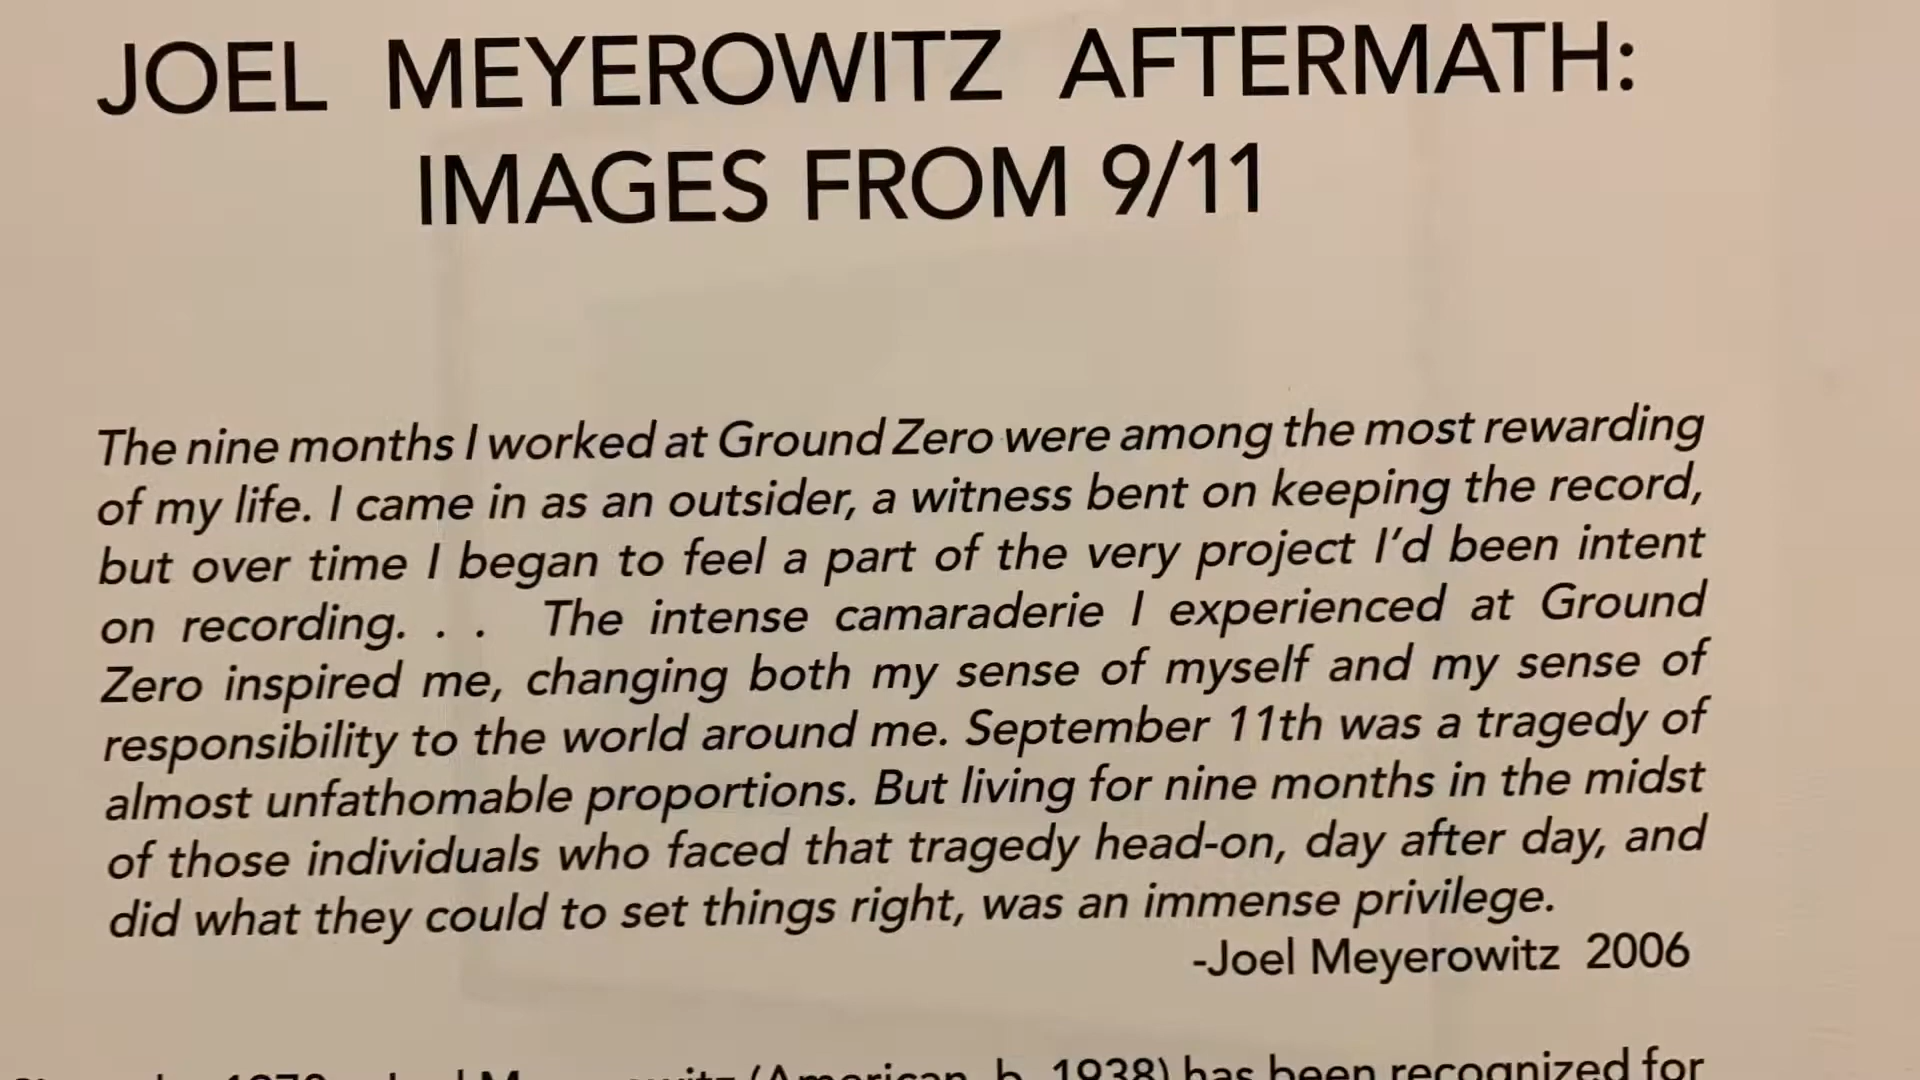 JOEL MEYEROWITZ AFTERMATH:
IMAGES FROM 9/11
The nine months I worked at Ground Zero were among the most rewarding
of my life. I came in as an outsider, a witness bent on keeping the record,
but over time I began to feel a part of the very project I'd been intent
on recording. . . The intense camaraderie I experienced at Ground
Zero inspired me, changing both my sense of myself and my sense of
responsibility to the world around me. September 11th was a tragedy of
almost unfathomable proportions. But living for nine months in the midst
of those individuals who faced that tragedy head-on, day after day, and
did what they could to set things right, was an immense privilege.
-Joel Meyerowitz 2006
(American, b. 1938) has been recognized for